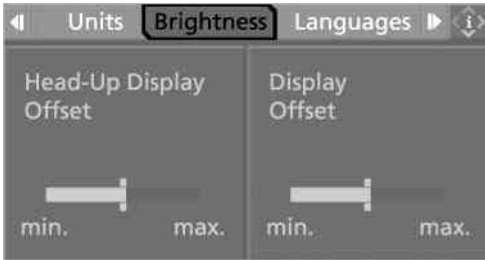 Units Brightness Languages i
Head-Up Display
Offset
min. max.
Display
Offset
min. max.